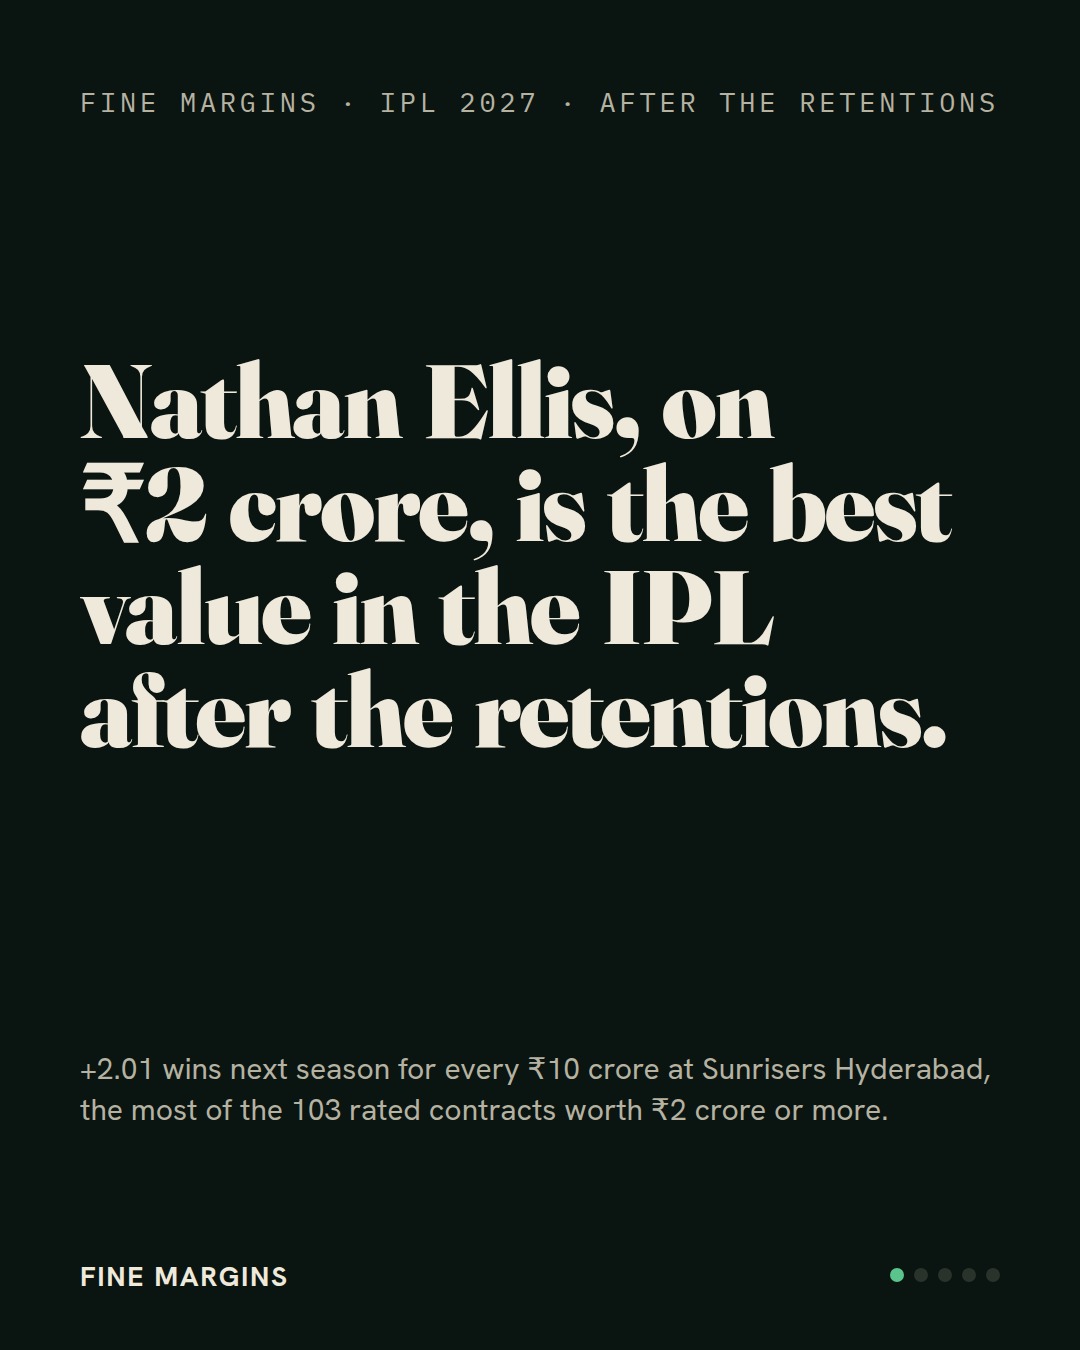 FINE MARGINS · IPL 2027 · AFTER THE RETENTIONS
Nathan Ellis, on
₹2 crore, is the best
value in the IPL
after the retentions.
+2.01 wins next season for every ₹10 crore at Sunrisers Hyderabad,
the most of the 103 rated contracts worth ₹2 crore or more.
FINE MARGINS